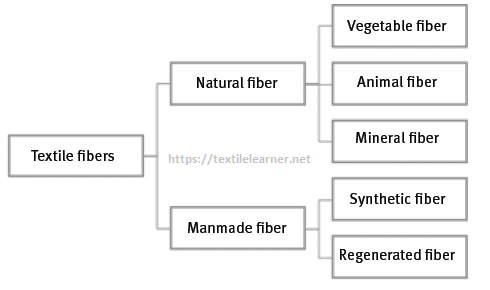 Vegetable fiber
Natural fiber
Animal fiber
Mineral fiber
Textile fibers
https://textilelearner.net
Synthetic fiber
Manmade fiber
Regenerated fiber